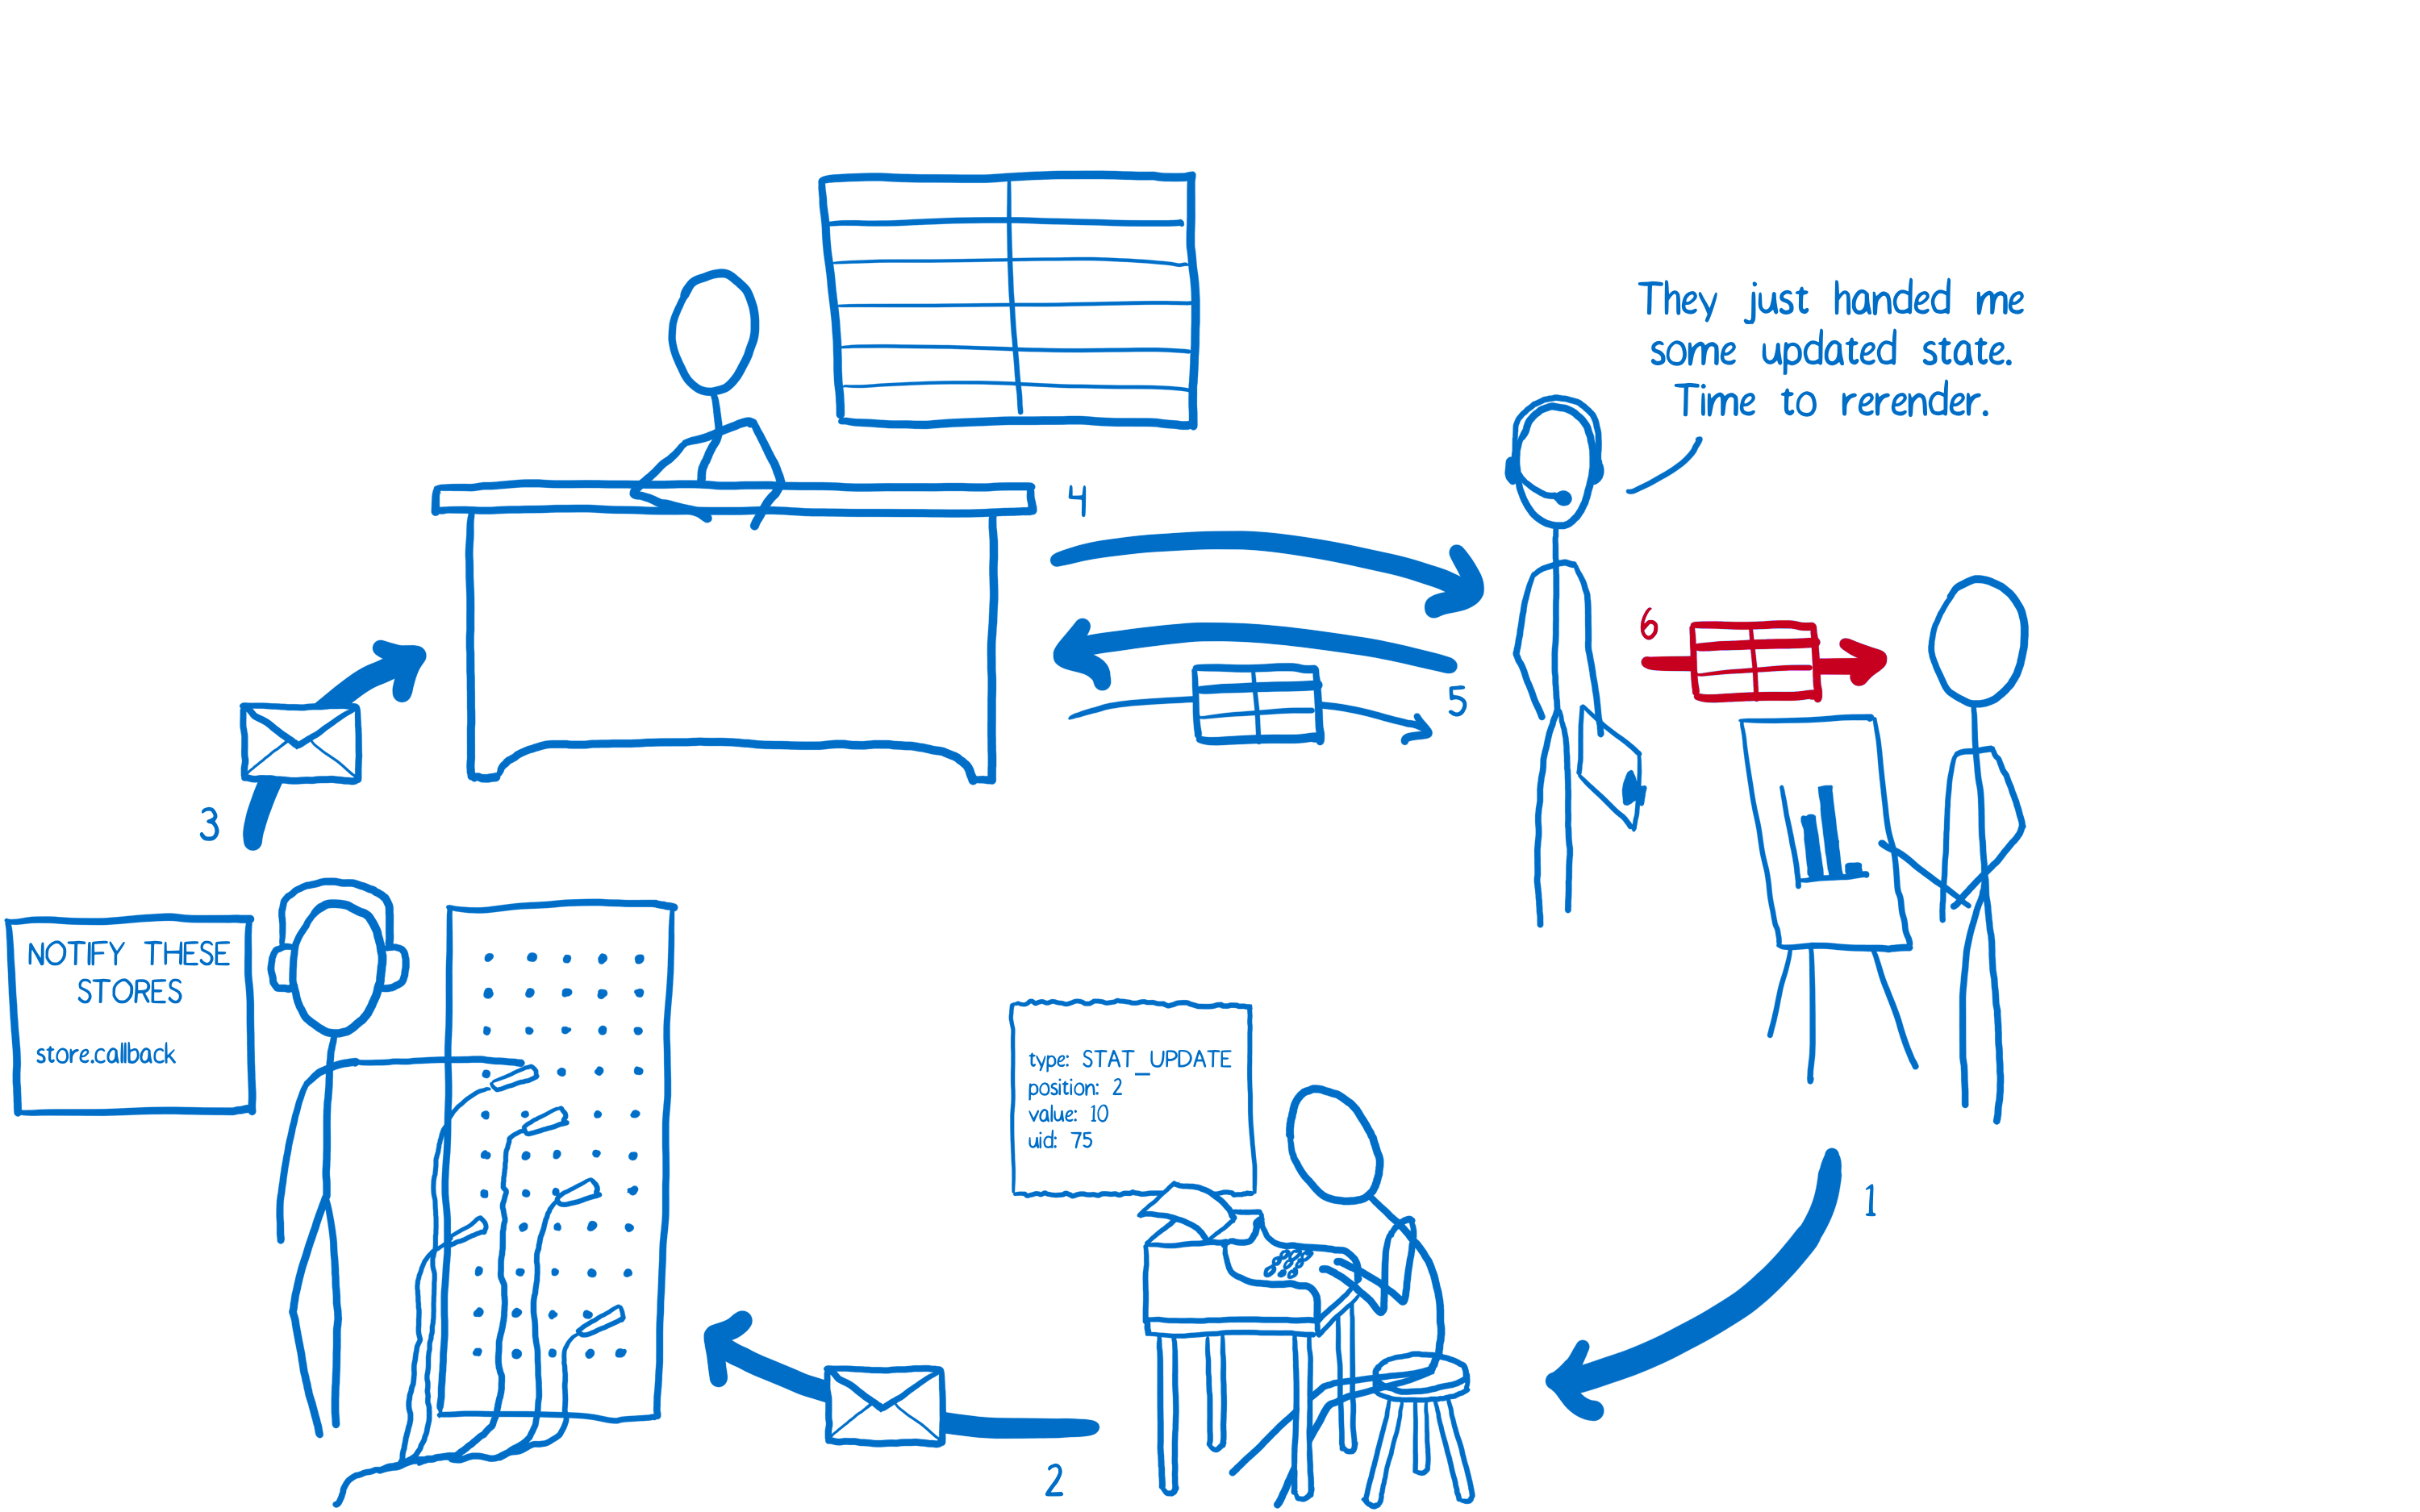 They just handed me
some updated state.
Time to rerender.
4
6
5
3
NOTIFY THESE
STORES
store.callback
type: STAT_UPDATE
position: 2
value: 10
uid: 75
1
2